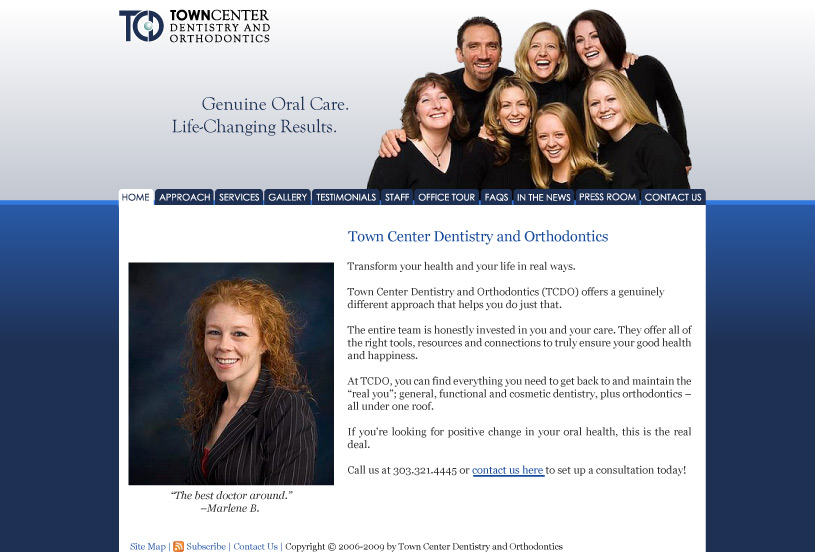 TCO TOWNCENTER
DENTISTRY AND
ORTHODONTICS
Genuine Oral Care.
Life-Changing Results.
HOME APPROACH SERVICES GALLERY TESTIMONIALS STAFF OFFICE TOUR FAQS IN THE NEWS PRESS ROOM CONTACT US
Town Center Dentistry and Orthodontics
Transform your health and your life in real ways.
Town Center Dentistry and Orthodontics (TCDO) offers a genuinely
different approach that helps you do just that.
The entire team is honestly invested in you and your care. They offer all of
the right tools, resources and connections to truly ensure your good health
and happiness.
At TCDO, you can find everything you need to get back to and maintain the
“real you”; general, functional and cosmetic dentistry, plus orthodontics –
all under one roof.
If you're looking for positive change in your oral health, this is the real
deal.
Call us at 303.321.4445 or contact us here to set up a consultation today!
“The best doctor around.”
–Marlene B.
Site Map | Subscribe | Contact Us | Copyright © 2006-2009 by Town Center Dentistry and Orthodontics